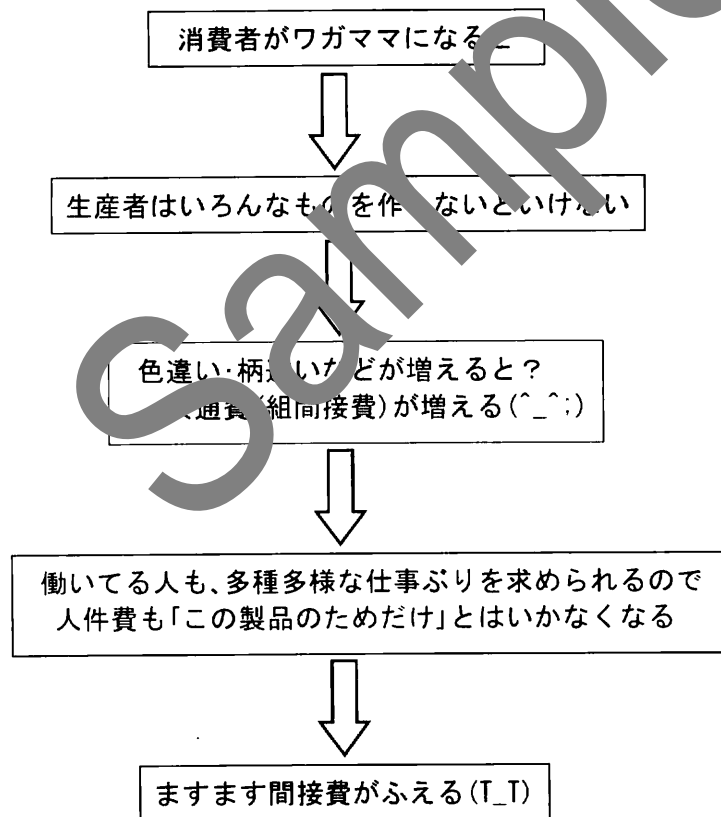 消費者がワガママになると
生産者はいろんなものを作らないといけない
色違い・柄違いなどが増えると?
通費(組間接費)が増える(^_^;)
働いてる人も、多種多様な仕事ぶりを求められるので
人件費も「この製品のためだけ」とはいかなくなる
ますます間接費がふえる(T_T)
Sample